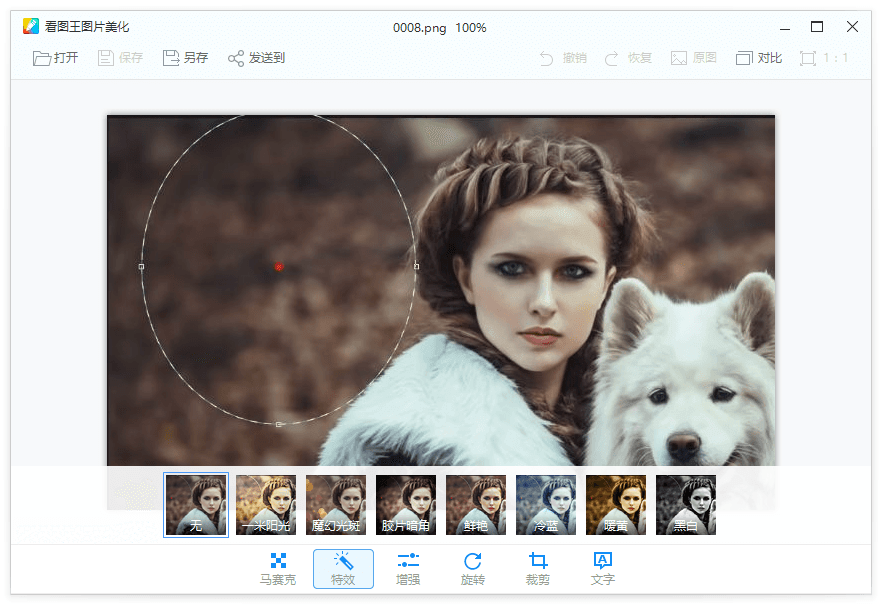 看图王图片美化
0008.png 100%
打开 保存 另存 发送到 撤销 恢复 原图 对比 1 : 1
无 一米阳光 魔幻光斑 胶片暗角 鲜艳 冷蓝 暖黄 黑白
马赛克 特效 增强 旋转 裁剪 文字